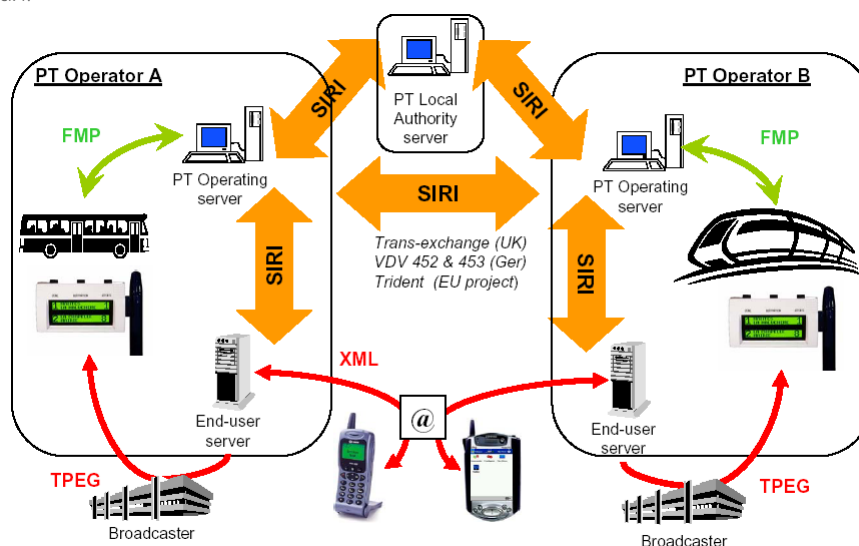 PT Operator A
FMP
PT Operating
server
SIRI
PT Local
Authority
server
SIRI
PT Operator B
FMP
PT Operating
server
SIRI
Trans-exchange (UK)
VDV 452 & 453 (Ger)
Trident (EU project)
SIRI
SIRI
XML
@
End-user
server
End-user
server
TPEG
Broadcaster
TPEG
Broadcaster